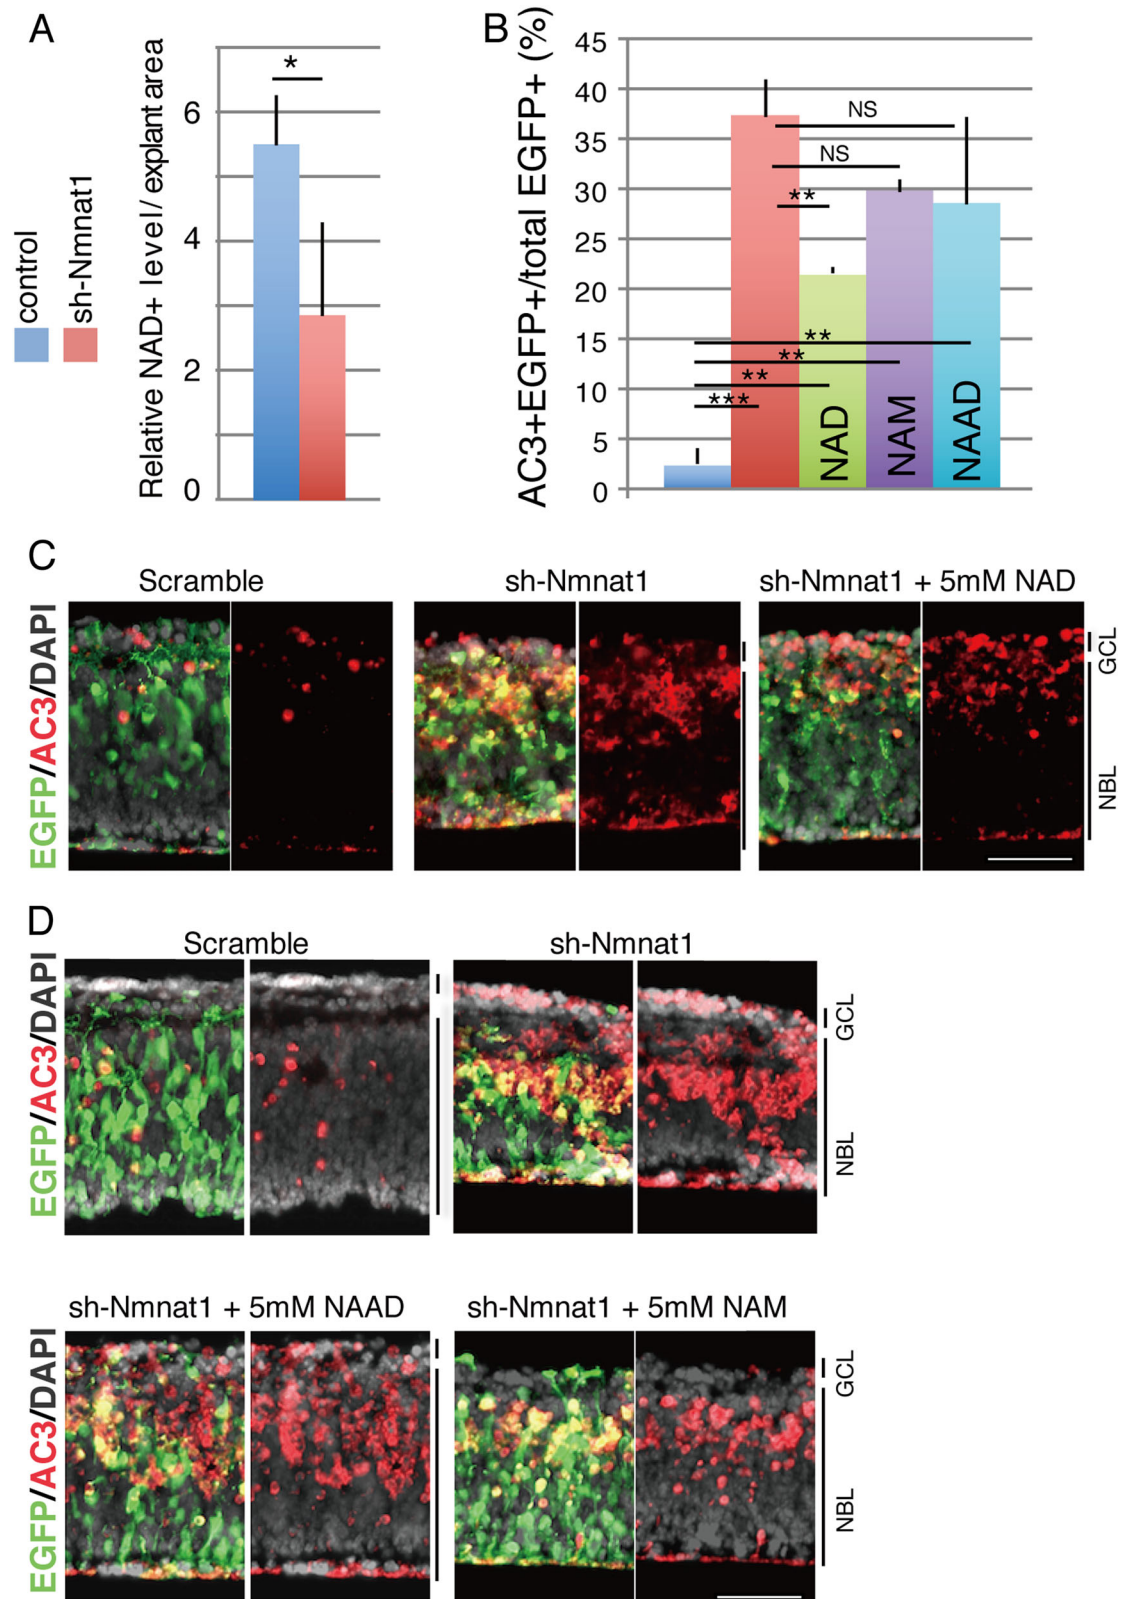 A
control
sh-Nmnat1
Relative NAD+ level/explant area
6
4
2
0
*
B
AC3+EGFP+/total EGFP+ (%)
45
40
35
30
25
20
15
10
5
0
NS
NS
**
**
**
**
***
NAD
NAM
NAAD
C
Scramble
sh-Nmnat1
sh-Nmnat1 + 5mM NAD
EGFP/AC3/DAPI
GCL
NBL
D
Scramble
sh-Nmnat1
EGFP/AC3/DAPI
GCL
NBL
sh-Nmnat1 + 5mM NAAD
sh-Nmnat1 + 5mM NAM
EGFP/AC3/DAPI
GCL
NBL